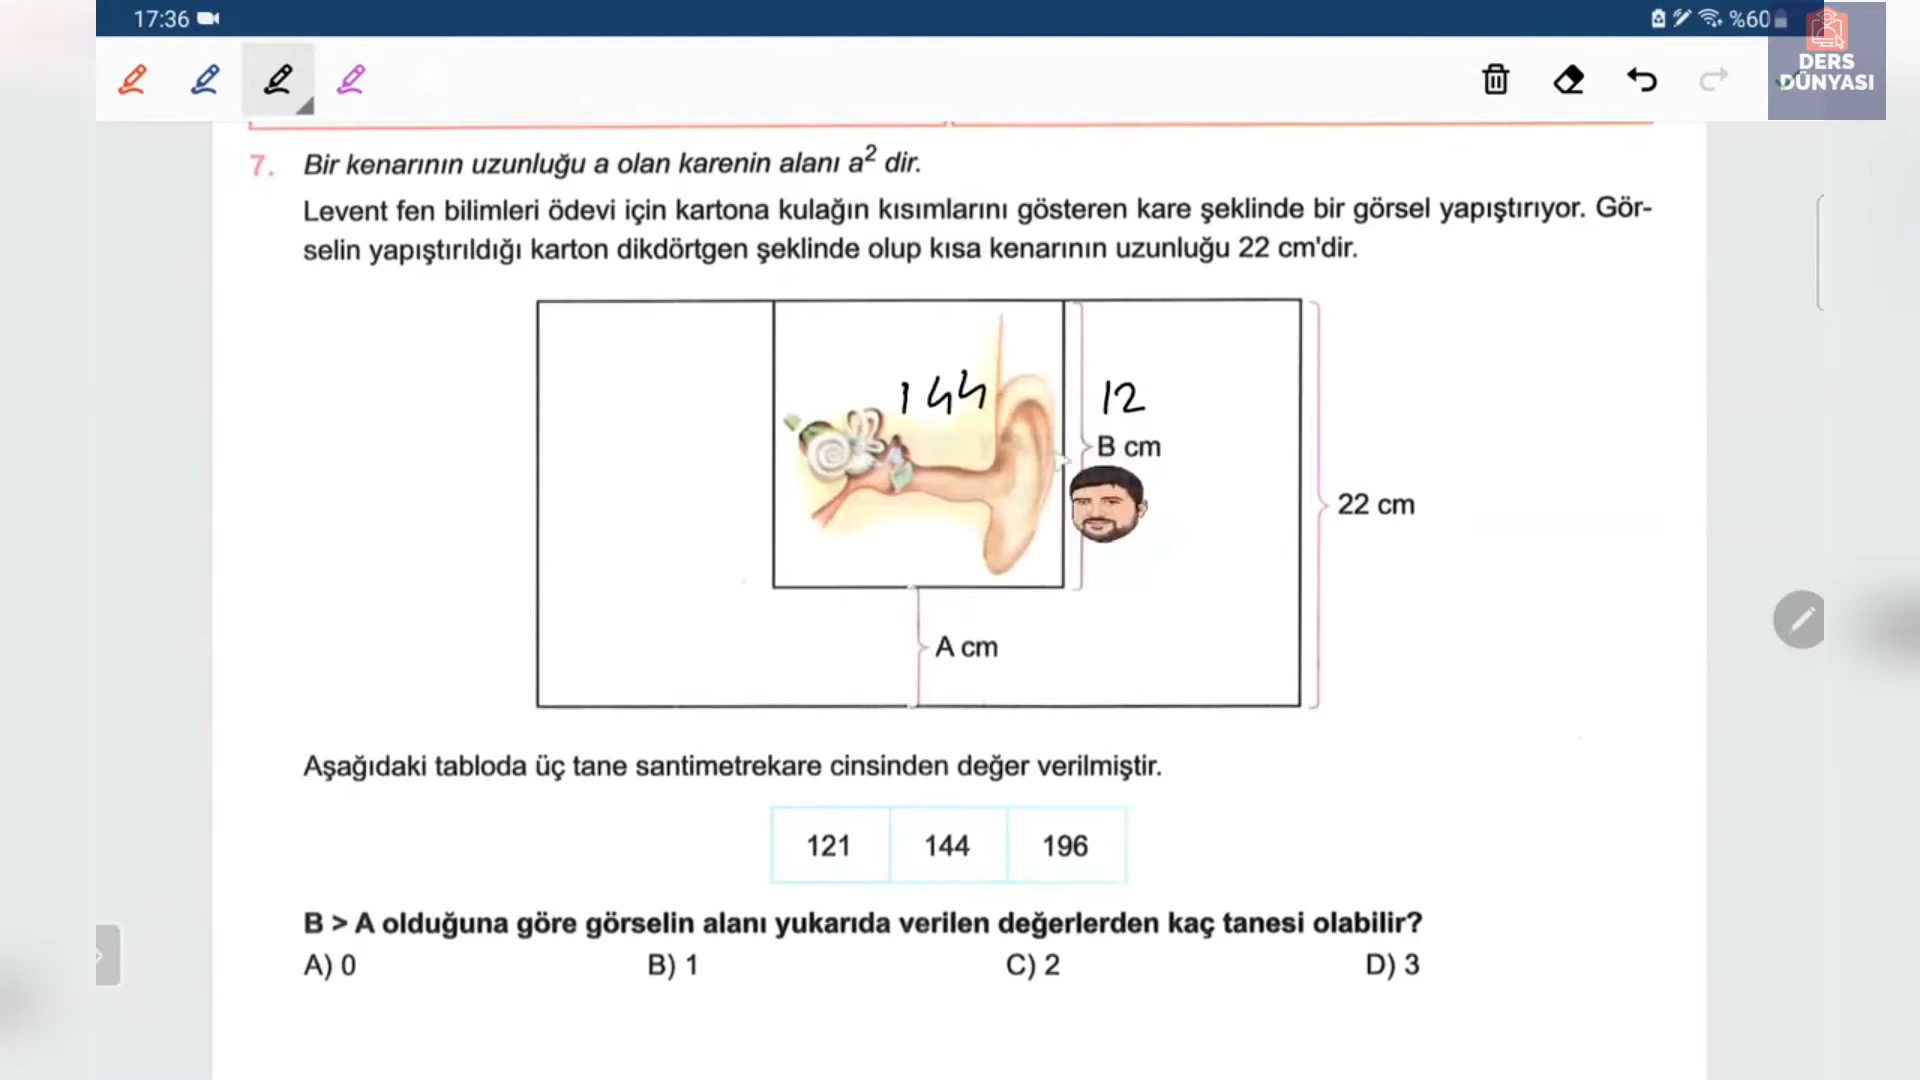 17:36
%60
DERS
DÜNYASI
7. Bir kenarının uzunluğu a olan karenin alanı a² dir.
Levent fen bilimleri ödevi için kartona kulağın kısımlarını gösteren kare şeklinde bir görsel yapıştırıyor. Gör-
selin yapıştırıldığı karton dikdörtgen şeklinde olup kısa kenarının uzunluğu 22 cm'dir.
144
12
B cm
22 cm
A cm
Aşağıdaki tabloda üç tane santimetrekare cinsinden değer verilmiştir.
121 144 196
B > A olduğuna göre görselin alanı yukarıda verilen değerlerden kaç tanesi olabilir?
A) 0 B) 1 C) 2 D) 3